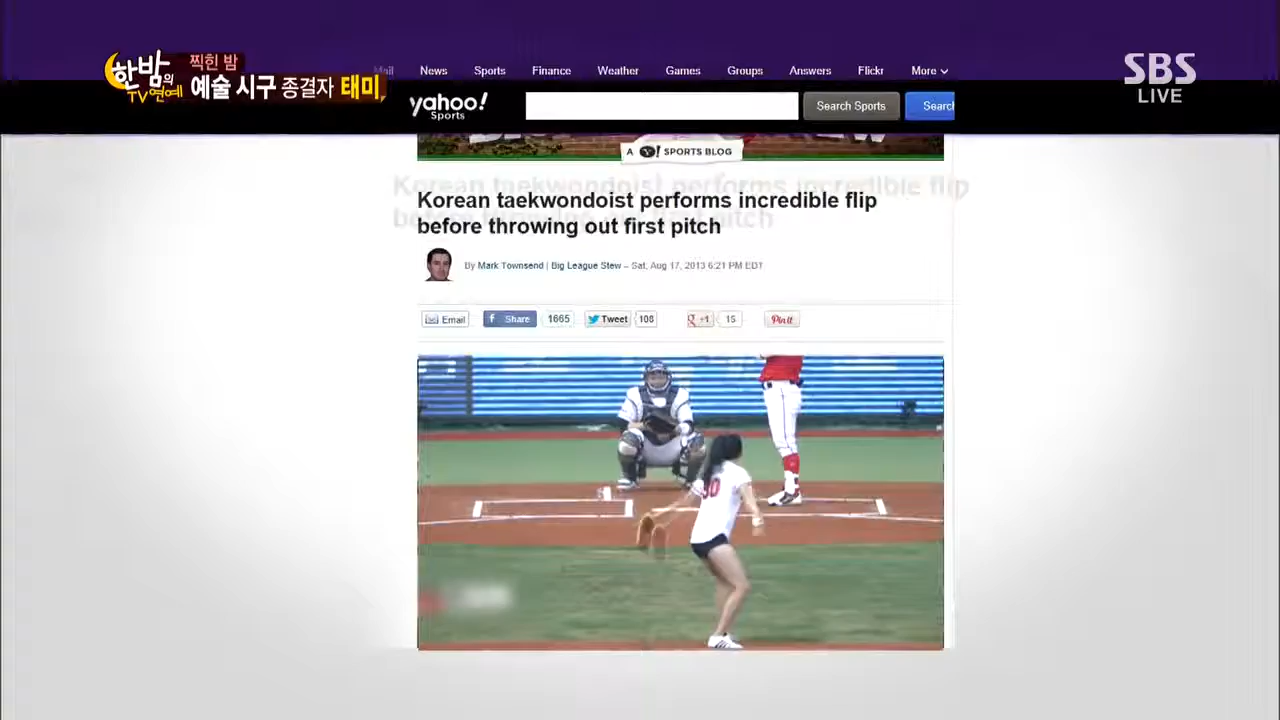 찍힌 밤
한밤의
TV연예
예술 시구 종결자 태미
SBS
LIVE
Mail News Sports Finance Weather Games Groups Answers Flickr More
yahoo!
Sports
Search Sports
Search
A Y! SPORTS BLOG
Korean taekwondoist performs incredible flip
before throwing out first pitch
By Mark Townsend | Big League Stew – Sat, Aug 17, 2013 6:21 PM EDT
Email f Share 1665 Tweet 108 g +1 15 Pin it